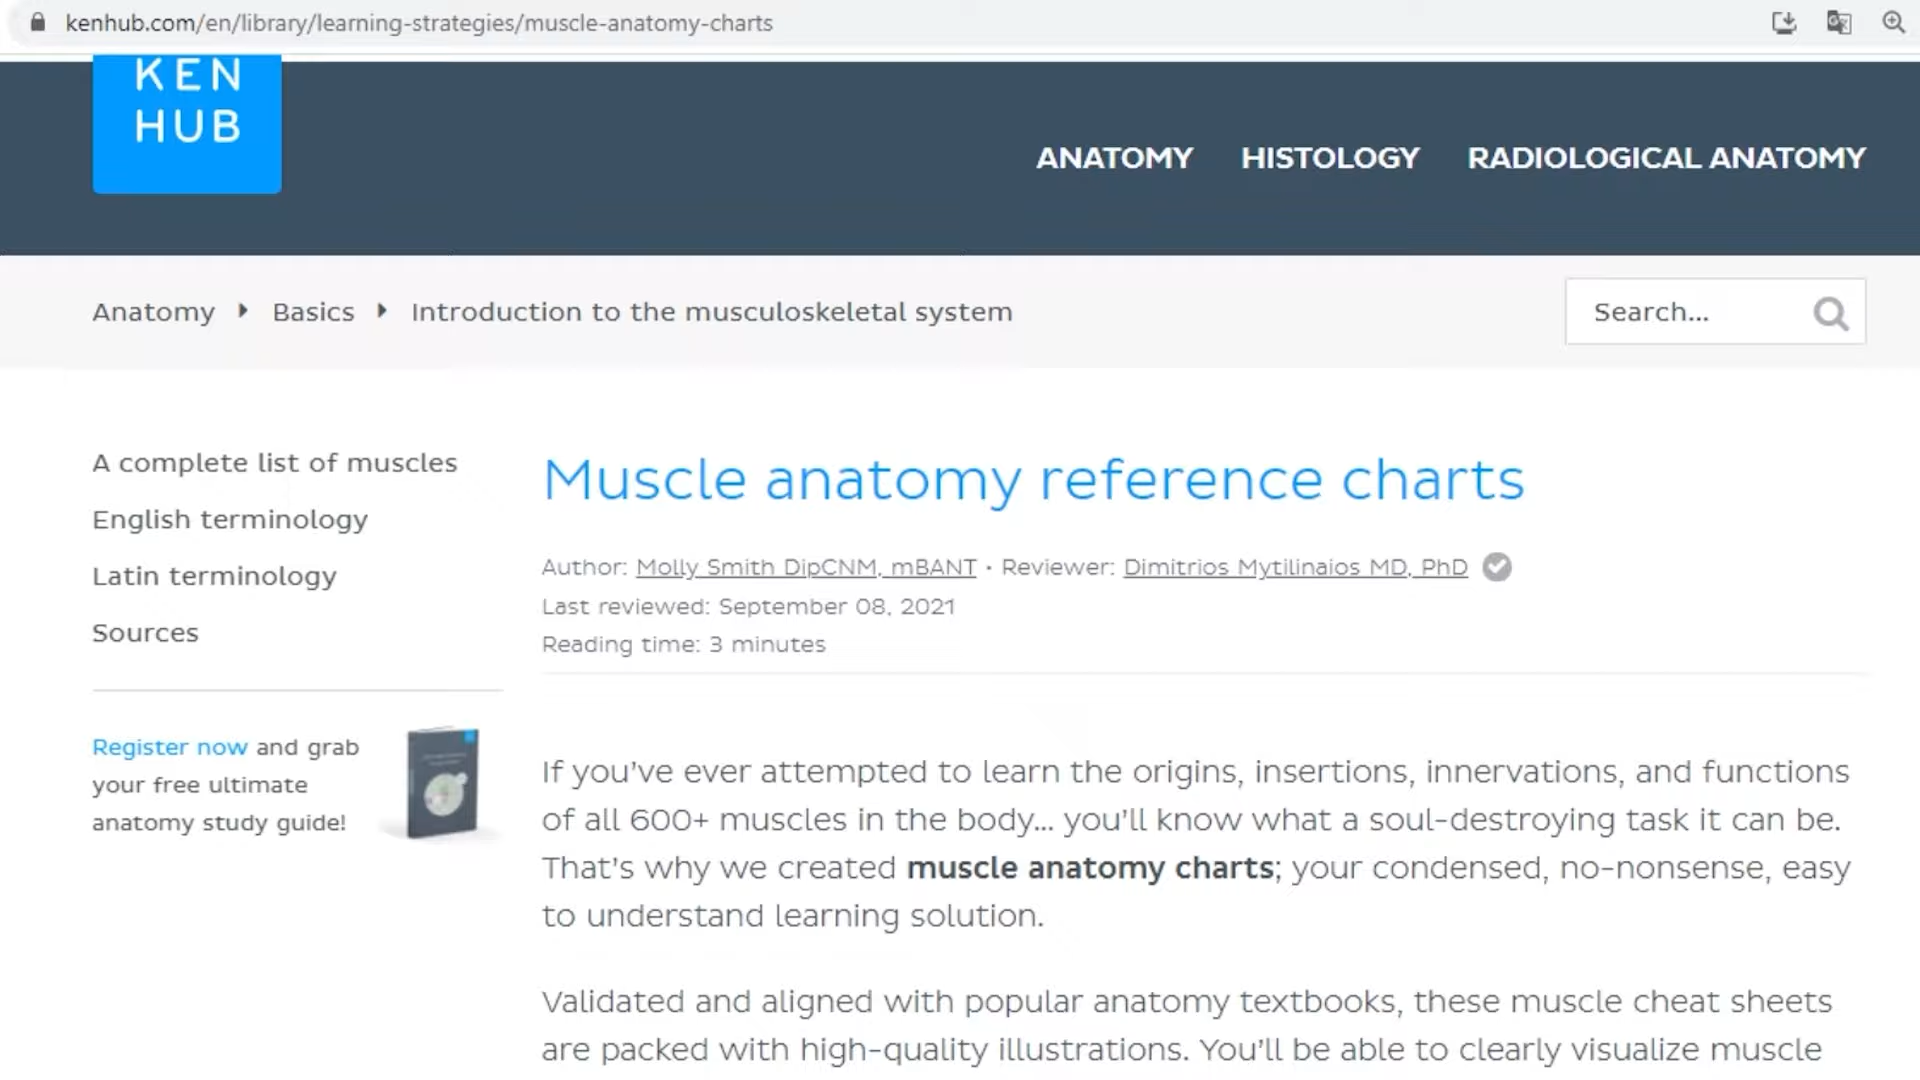 kenhub.com/en/library/learning-strategies/muscle-anatomy-charts
KEN
HUB
ANATOMY HISTOLOGY RADIOLOGICAL ANATOMY
Anatomy Basics Introduction to the musculoskeletal system
Search...
A complete list of muscles
English terminology
Latin terminology
Sources
Register now and grab
your free ultimate
anatomy study guide!
Muscle anatomy reference charts
Author: Molly Smith DipCNM, mBANT • Reviewer: Dimitrios Mytilinaios MD, PhD
Last reviewed: September 08, 2021
Reading time: 3 minutes
If you've ever attempted to learn the origins, insertions, innervations, and functions
of all 600+ muscles in the body... you'll know what a soul-destroying task it can be.
That's why we created muscle anatomy charts; your condensed, no-nonsense, easy
to understand learning solution.
Validated and aligned with popular anatomy textbooks, these muscle cheat sheets
are packed with high-quality illustrations. You'll be able to clearly visualize muscle